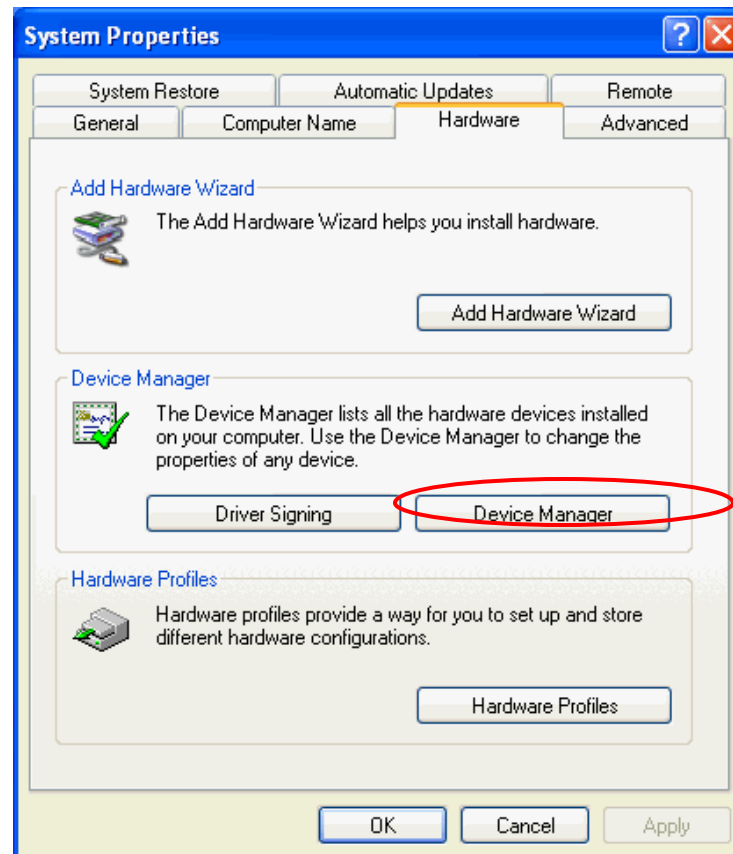 System Properties
System Restore Automatic Updates Remote
General Computer Name Hardware Advanced
Add Hardware Wizard
The Add Hardware Wizard helps you install hardware.
Add Hardware Wizard
Device Manager
The Device Manager lists all the hardware devices installed
on your computer. Use the Device Manager to change the
properties of any device.
Driver Signing Device Manager
Hardware Profiles
Hardware profiles provide a way for you to set up and store
different hardware configurations.
Hardware Profiles
OK Cancel Apply